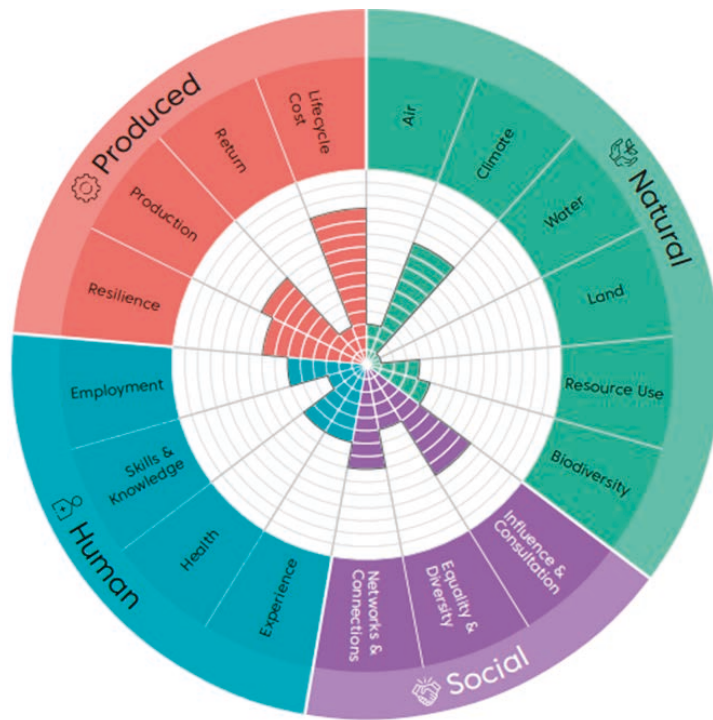 Produced
Lifecycle
Cost
Return
Production
Resilience
Natural
Air
Climate
Water
Land
Resource Use
Biodiversity
Social
Influence &
Consultation
Equality &
Diversity
Networks &
Connections
Human
Experience
Health
Skills &
Knowledge
Employment